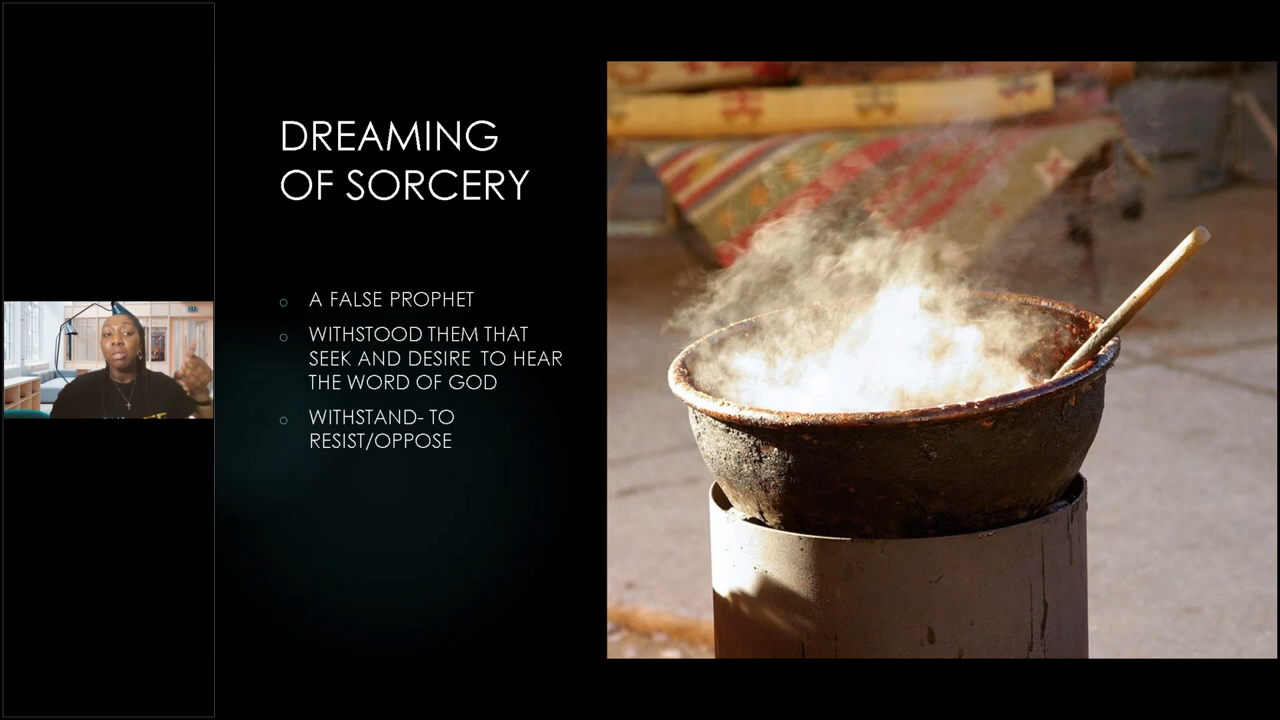 DREAMING
OF SORCERY
A FALSE PROPHET
WITHSTOOD THEM THAT
SEEK AND DESIRE TO HEAR
THE WORD OF GOD
WITHSTAND- TO
RESIST/OPPOSE